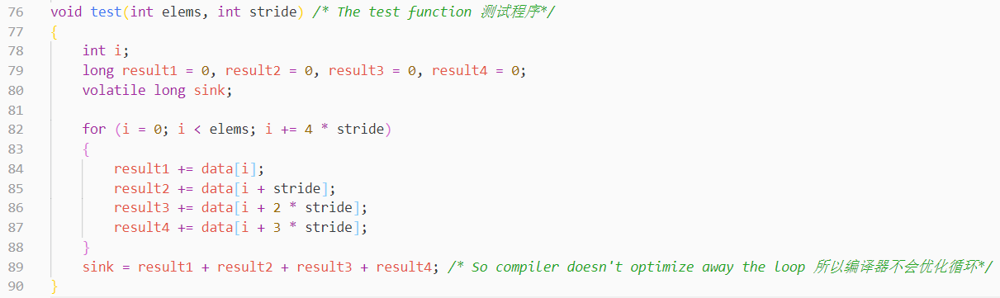 76 void test(int elems, int stride) /* The test function 测试程序*/
77 {
78     int i;
79     long result1 = 0, result2 = 0, result3 = 0, result4 = 0;
80     volatile long sink;
81
82     for (i = 0; i < elems; i += 4 * stride)
83     {
84         result1 += data[i];
85         result2 += data[i + stride];
86         result3 += data[i + 2 * stride];
87         result4 += data[i + 3 * stride];
88     }
89     sink = result1 + result2 + result3 + result4; /* So compiler doesn't optimize away the loop 所以编译器不会优化循环*/
90 }